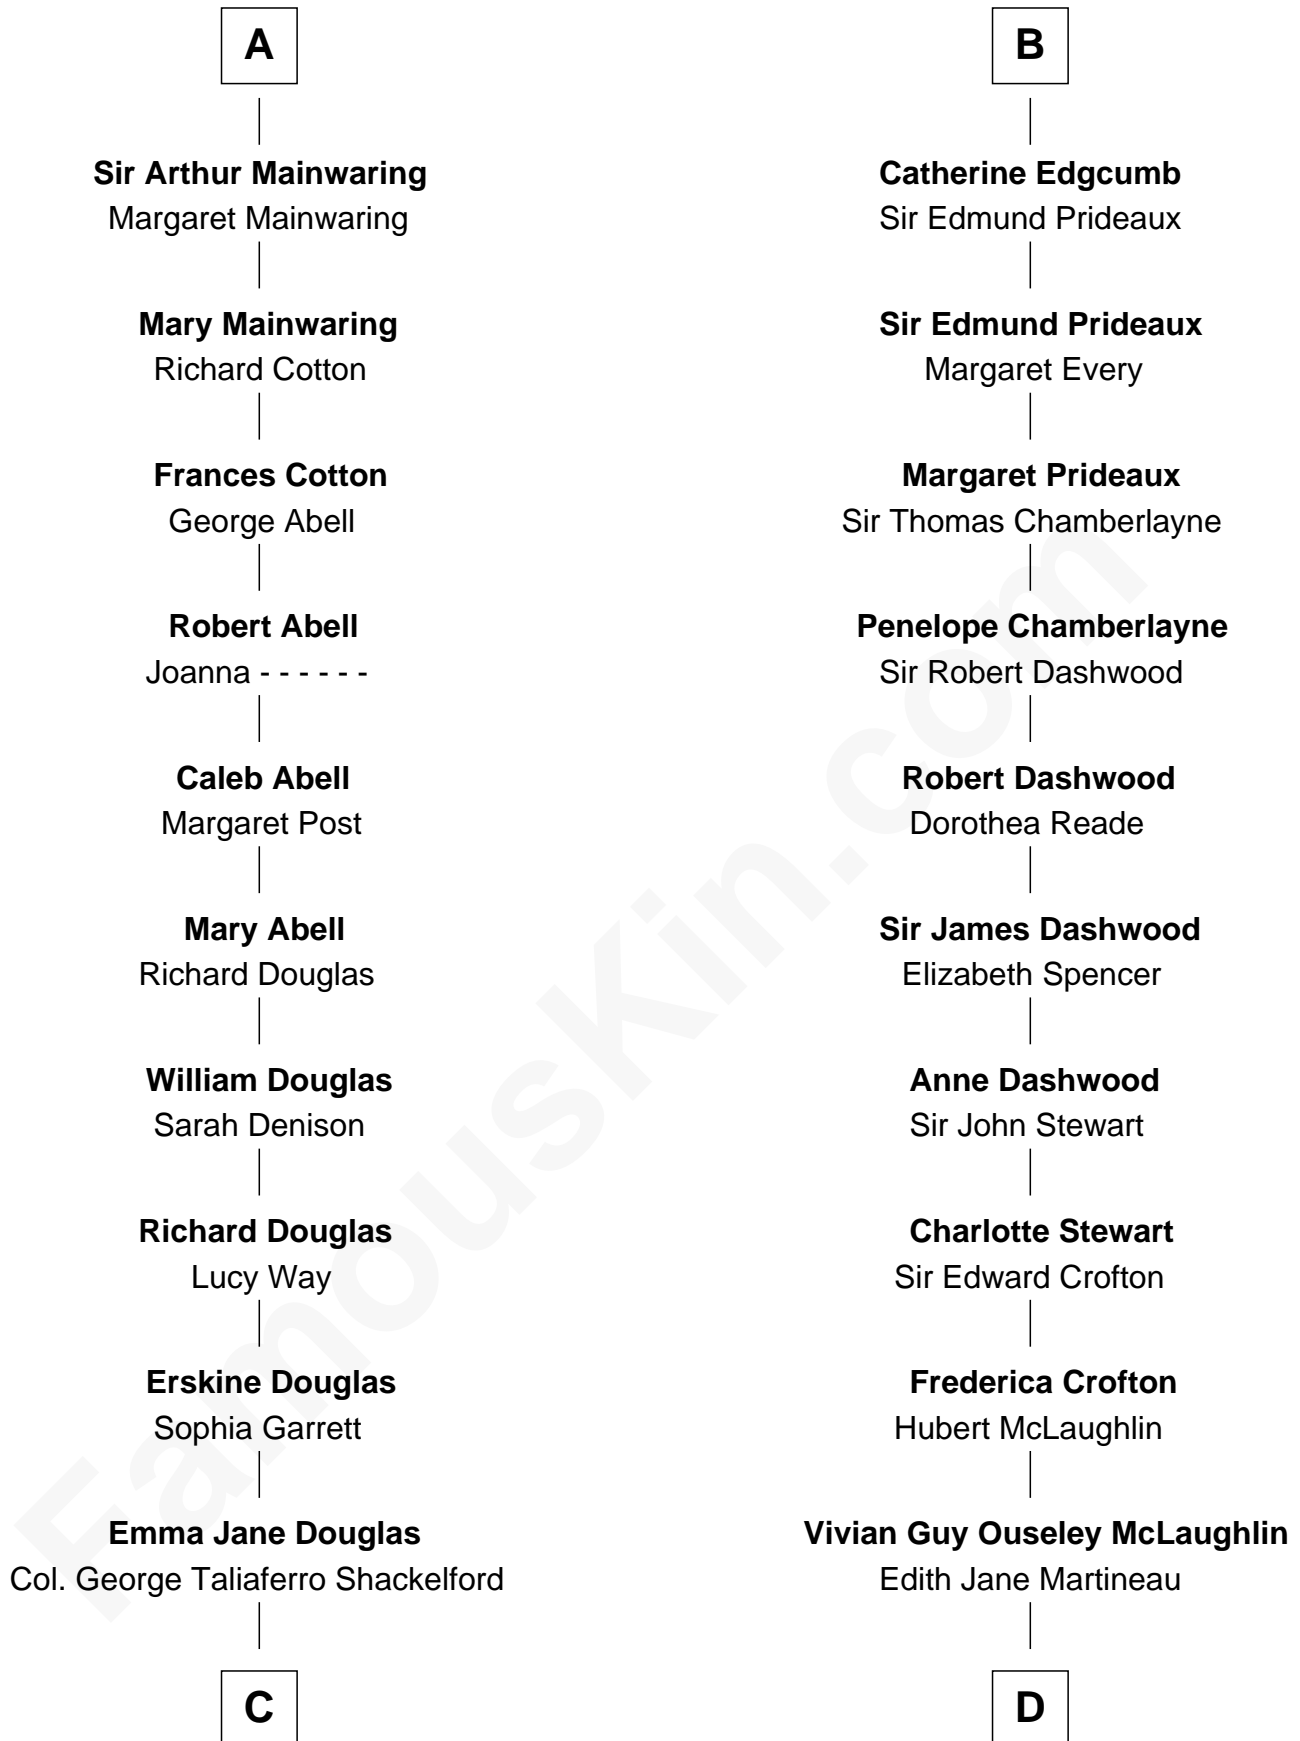 A
Sir Arthur Mainwaring
Margaret Mainwaring
Mary Mainwaring
Richard Cotton
Frances Cotton
George Abell
Robert Abell
Joanna - - - - - -
Caleb Abell
Margaret Post
Mary Abell
Richard Douglas
William Douglas
Sarah Denison
Richard Douglas
Lucy Way
Erskine Douglas
Sophia Garrett
Emma Jane Douglas
Col. George Taliaferro Shackelford
C
B
Catherine Edgcumb
Sir Edmund Prideaux
Sir Edmund Prideaux
Margaret Every
Margaret Prideaux
Sir Thomas Chamberlayne
Penelope Chamberlayne
Sir Robert Dashwood
Robert Dashwood
Dorothea Reade
Sir James Dashwood
Elizabeth Spencer
Anne Dashwood
Sir John Stewart
Charlotte Stewart
Sir Edward Crofton
Frederica Crofton
Hubert McLaughlin
Vivian Guy Ouseley McLaughlin
Edith Jane Martineau
D
FamousKin.com